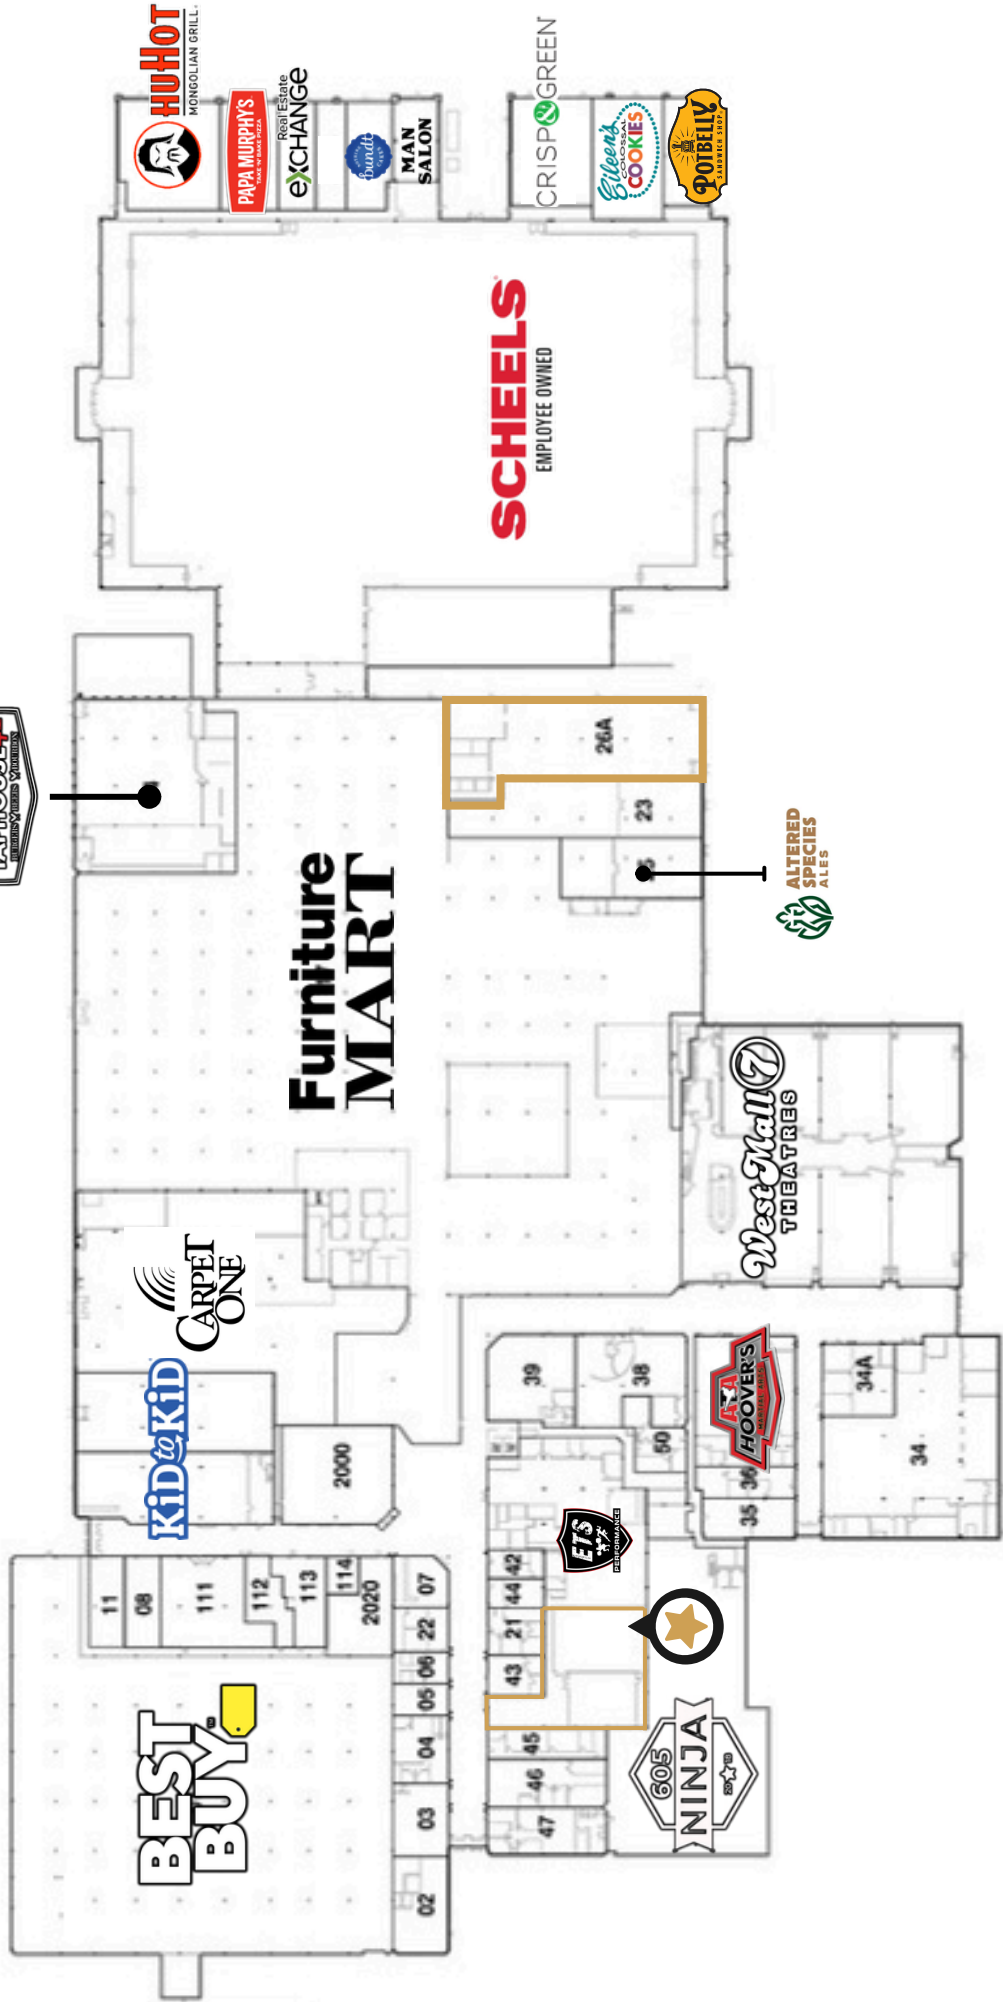 HUHOT
MONGOLIAN GRILL.
PAPA MURPHY'S
TAKE 'N' BAKE PIZZA
Real Estate
eXCHANGE
bundt
MAN
SALON
CRISP&GREEN
Eileen's
COLOSSAL
COOKIES
POTBELLY
SANDWICH SHOP
SCHEELS
EMPLOYEE OWNED
26A
23
ALTERED
SPECIES
ALES
Furniture
MART
West Mall 7
THEATRES
CARPET
ONE
KiD to KiD
2000
39
38
50
AKA
HOOVER'S
MARTIAL ARTS
36
35
34A
34
ETS
PERFORMANCE
42
44
21
43
45
46
47
605
NINJA
11
08
111
112
113
114
2020
07
22
06
05
04
03
02
BEST
BUY